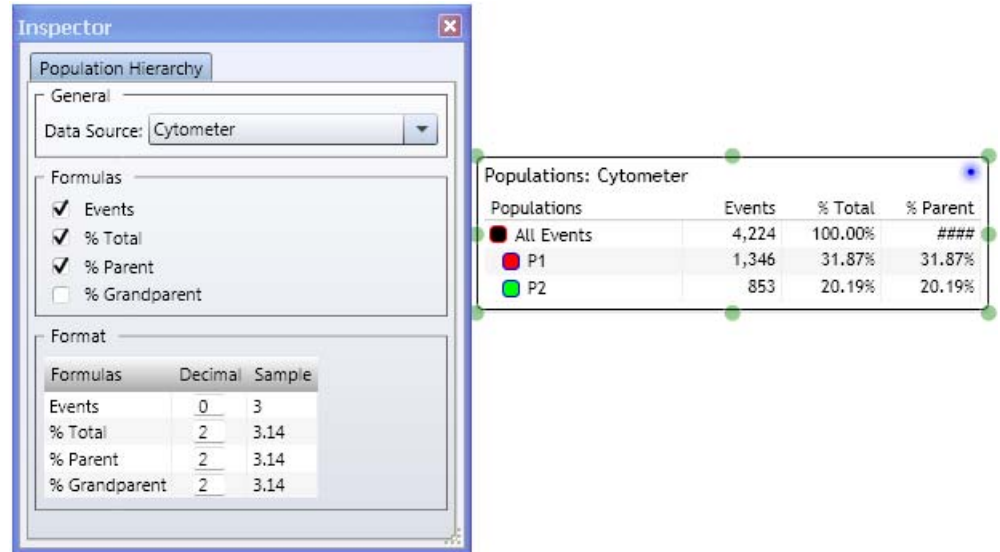 Inspector
Population Hierarchy
General
Data Source: Cytometer
Formulas
Events
% Total
% Parent
% Grandparent
Format
Formulas Decimal Sample
Events 0 3
% Total 2 3.14
% Parent 2 3.14
% Grandparent 2 3.14
Populations: Cytometer
Populations Events % Total % Parent
All Events 4,224 100.00% ####
P1 1,346 31.87% 31.87%
P2 853 20.19% 20.19%